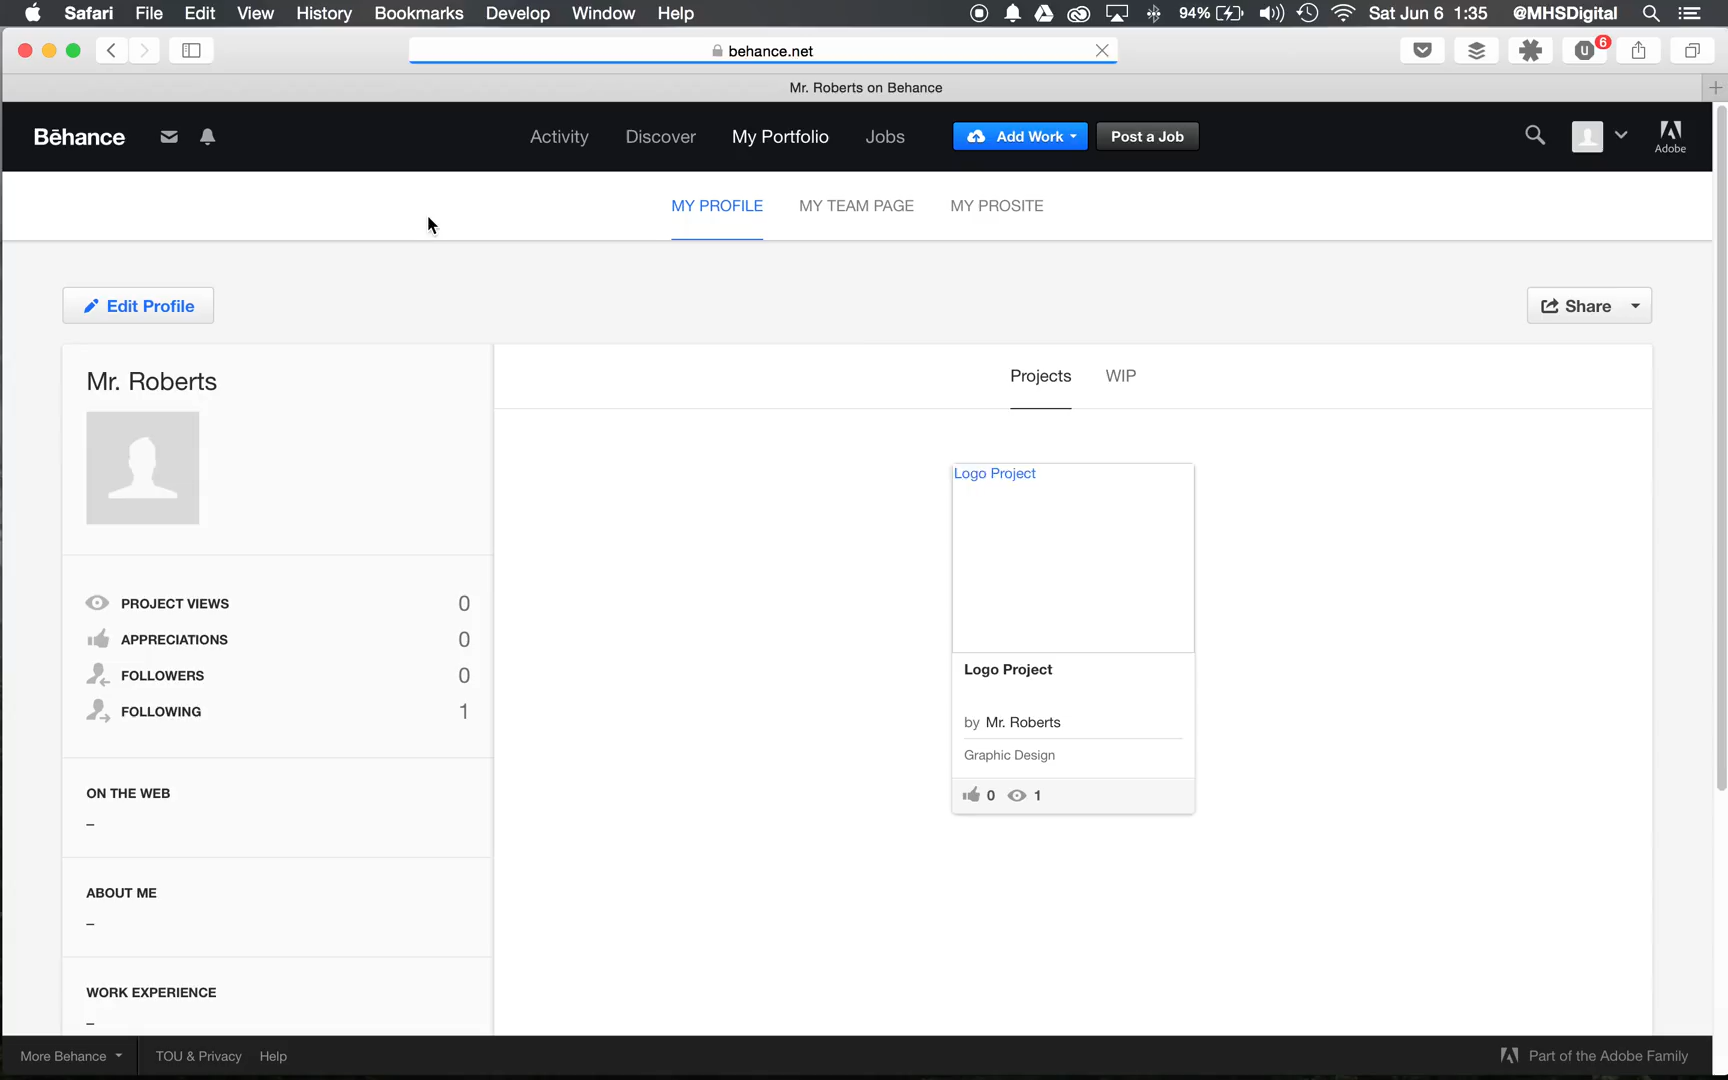 Safari File Edit View History Bookmarks Develop Window Help 94% Sat Jun 6 1:35 @MHSDigital
behance.net 6
Mr. Roberts on Behance
Bēhance Activity Discover My Portfolio Jobs Add Work Post a Job Adobe
MY PROFILE MY TEAM PAGE MY PROSITE
Edit Profile Share
Mr. Roberts
Projects WIP
Logo Project
PROJECT VIEWS 0
APPRECIATIONS 0
FOLLOWERS 0
FOLLOWING 1
Logo Project
by Mr. Roberts
Graphic Design
0 1
ON THE WEB
–
ABOUT ME
–
WORK EXPERIENCE
–
More Behance TOU & Privacy Help Part of the Adobe Family